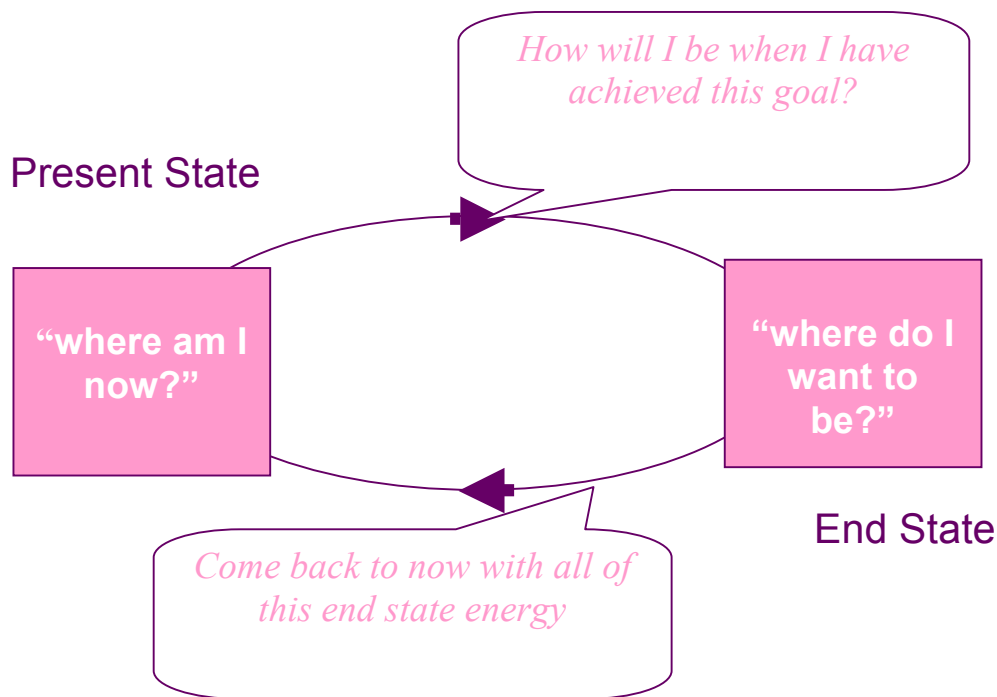 How will I be when I have
achieved this goal?
Present State
“where am I
now?”
“where do I
want to
be?”
End State
Come back to now with all of
this end state energy